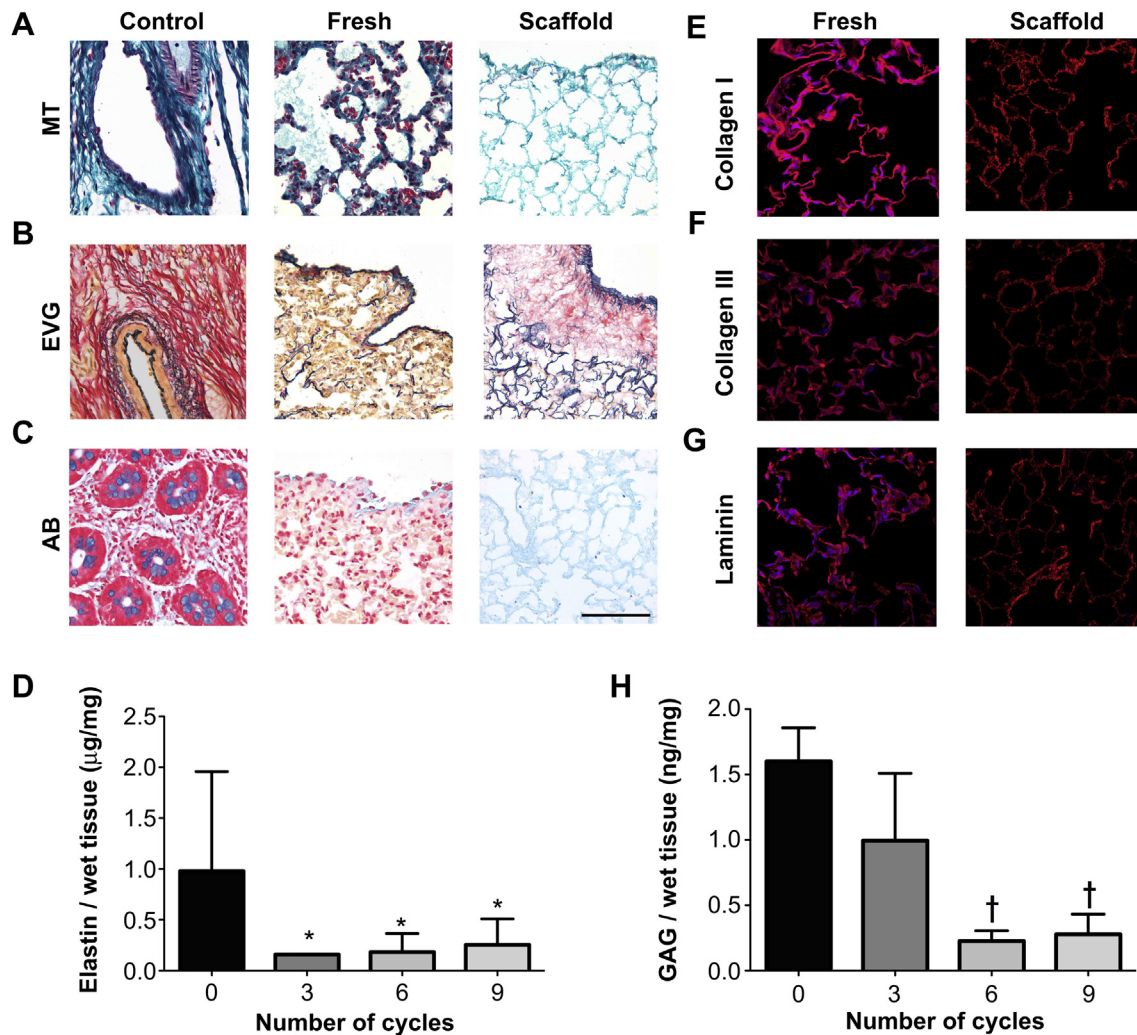 A
Control
Fresh
Scaffold
MT
B
EVG
C
AB
E
Fresh
Scaffold
Collagen I
F
Collagen III
G
Laminin
D
Elastin / wet tissue (μg/mg)
2.5
2.0
1.5
1.0
0.5
0.0
*
*
*
0
3
6
9
Number of cycles
H
GAG / wet tissue (ng/mg)
2.0
1.5
1.0
0.5
0.0
†
†
0
3
6
9
Number of cycles